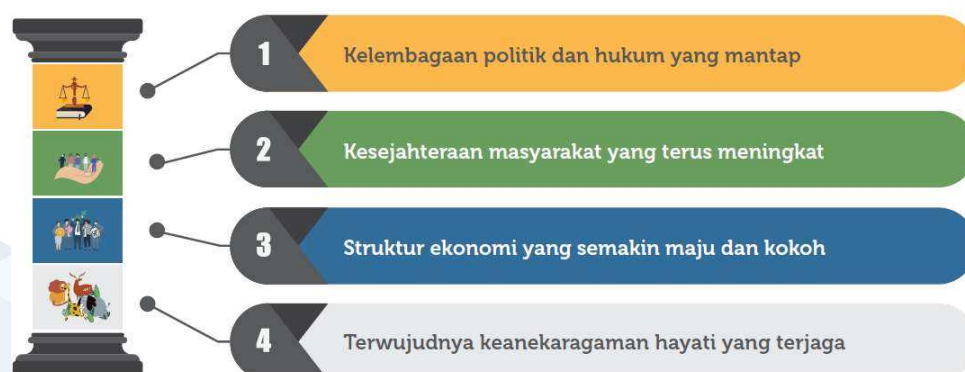 1
Kelembagaan politik dan hukum yang mantap
2
Kesejahteraan masyarakat yang terus meningkat
3
Struktur ekonomi yang semakin maju dan kokoh
4
Terwujudnya keanekaragaman hayati yang terjaga